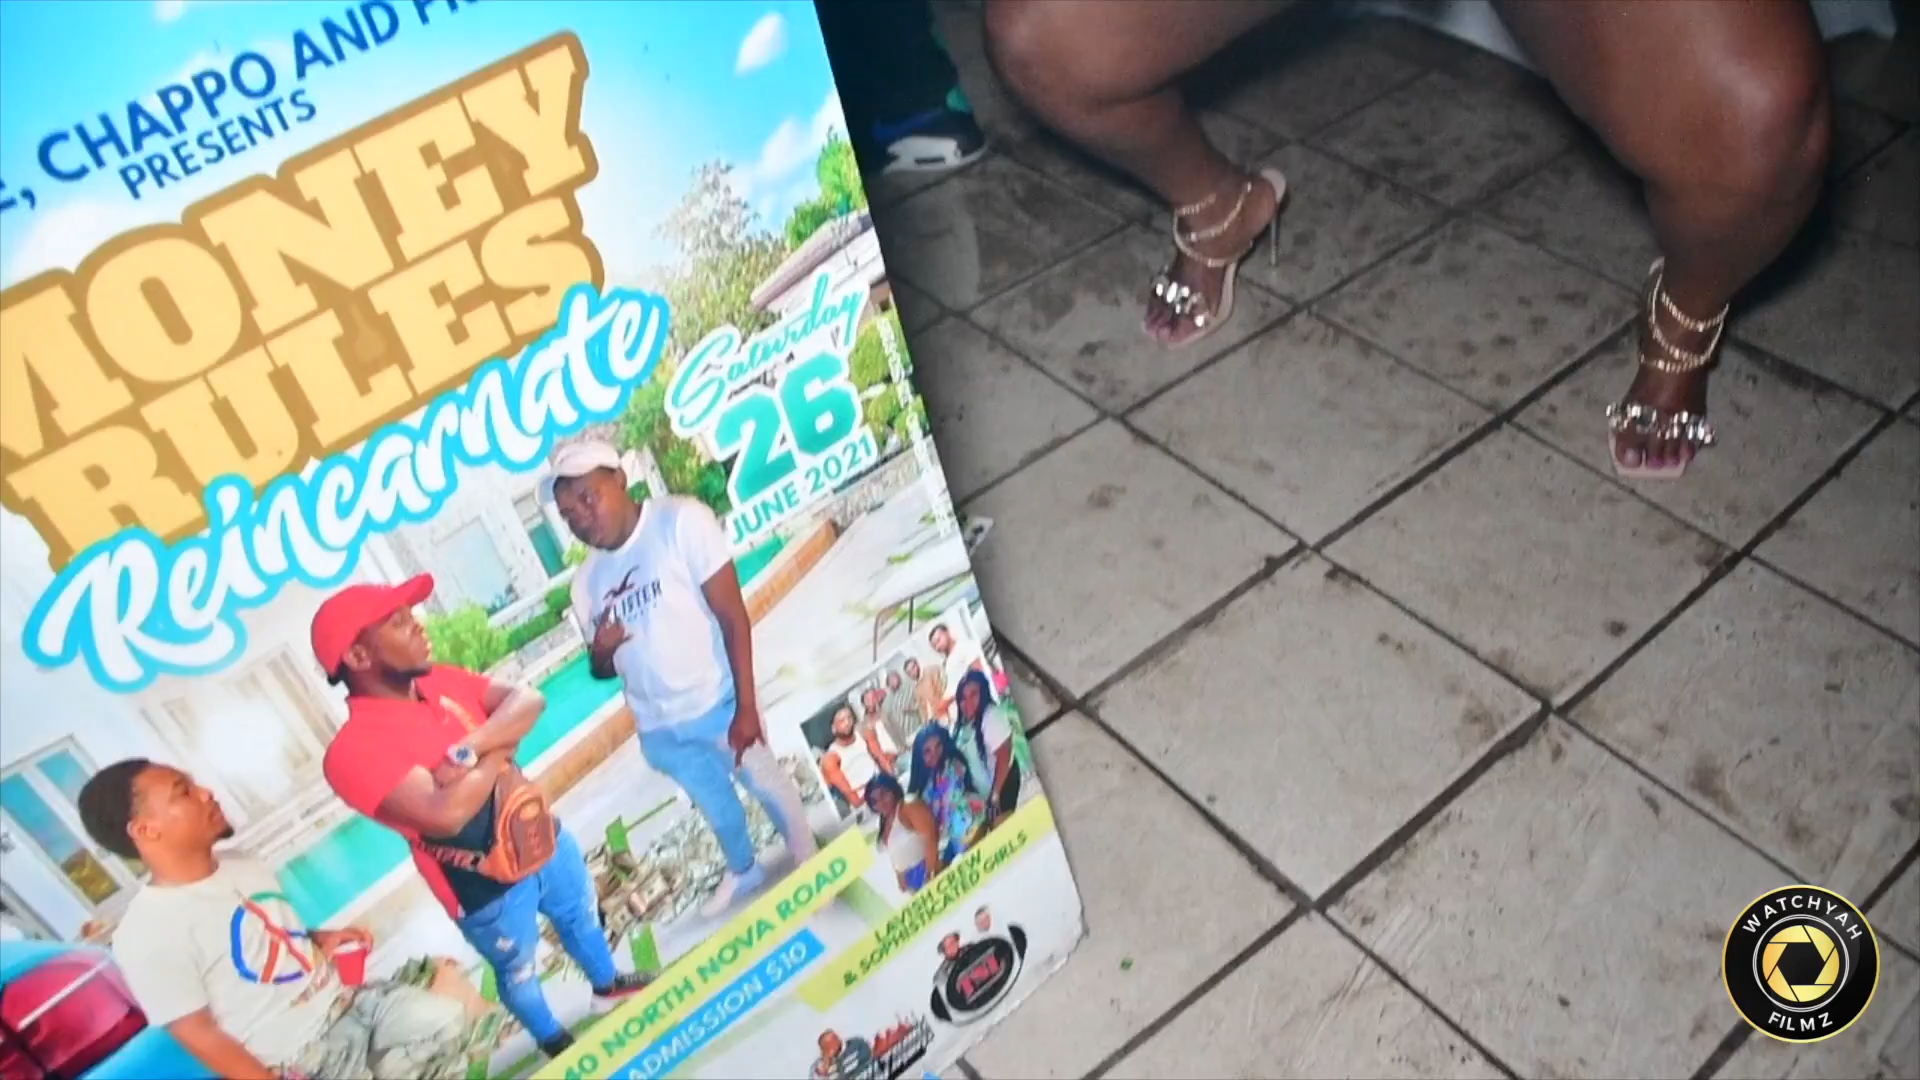 CHAPPO AND
PRESENTS
MONEY
RULES
Reincarnate
Saturday
26
JUNE 2021
40 NORTH NOVA ROAD
ADMISSION $10
LAVISH CREW
& SOPHISTICATED GIRLS
TSL
WATCHYAH
FILMZ